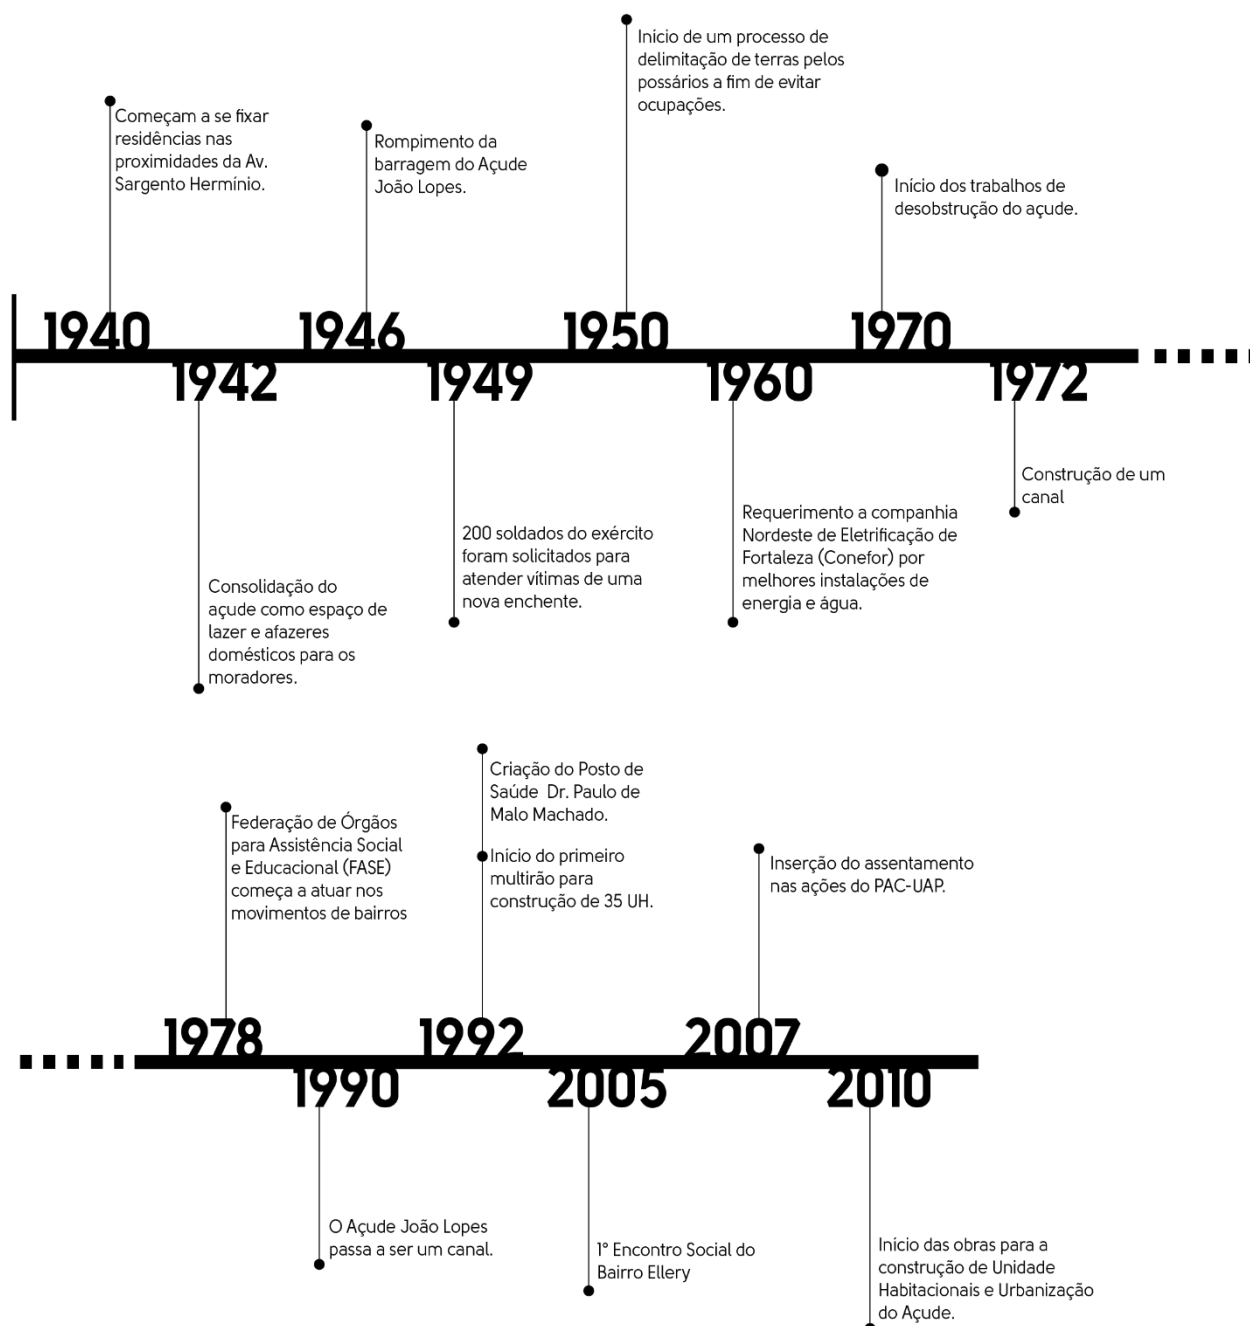 1940
Começam a se fixar
residências nas
proximidades da Av.
Sargento Hermínio.
1942
Consolidação do
açude como espaço de
lazer e afazeres
domésticos para os
moradores.
1946
Rompimento da
barragem do Açude
João Lopes.
1949
200 soldados do exército
foram solicitados para
atender vítimas de uma
nova enchente.
1950
Início de um processo de
delimitação de terras pelos
possários a fim de evitar
ocupações.
1960
Requerimento a companhia
Nordeste de Eletrificação de
Fortaleza (Conefor) por
melhores instalações de
energia e água.
1970
Início dos trabalhos de
desobstrução do açude.
1972
Construção de um
canal
1978
Federação de Órgãos
para Assistência Social
e Educacional (FASE)
começa a atuar nos
movimentos de bairros
1990
O Açude João Lopes
passa a ser um canal.
1992
Criação do Posto de
Saúde Dr. Paulo de
Malo Machado.
Início do primeiro
multirão para
construção de 35 UH.
2005
1° Encontro Social do
Bairro Ellery
2007
Inserção do assentamento
nas ações do PAC-UAP.
2010
Início das obras para a
construção de Unidade
Habitacionais e Urbanização
do Açude.